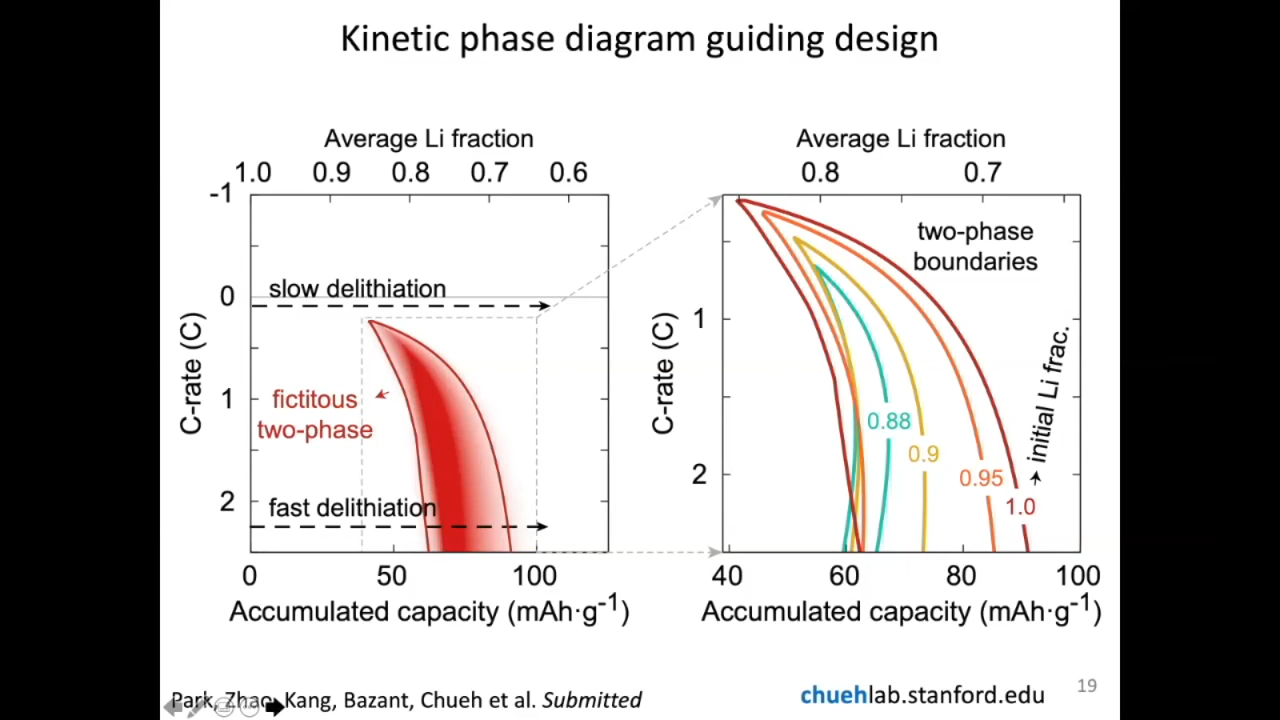 Kinetic phase diagram guiding design
Average Li fraction
1.0 0.9 0.8 0.7 0.6
-1
0
1
2
C-rate (C)
slow delithiation
fictitous
two-phase
fast delithiation
0 50 100
Accumulated capacity (mAh·g-1)
Average Li fraction
0.8 0.7
1
2
C-rate (C)
two-phase
boundaries
initial Li frac.
0.88
0.9
0.95
1.0
40 60 80 100
Accumulated capacity (mAh·g-1)
Park, Zhao, Kang, Bazant, Chueh et al. Submitted
chuehlab.stanford.edu
19